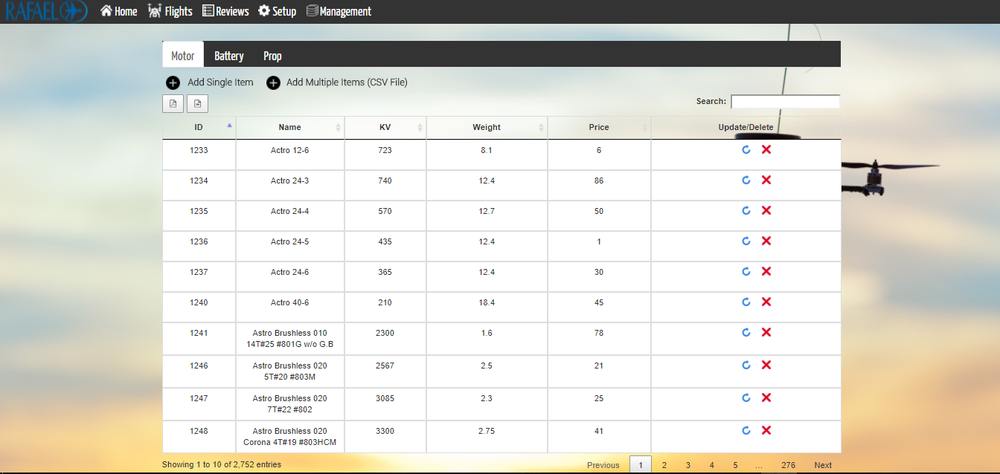 RAFAEL Home Flights Reviews Setup Management
Motor Battery Prop
Add Single Item Add Multiple Items (CSV File)
Search:
ID Name KV Weight Price Update/Delete
1233 Actro 12-6 723 8.1 6
1234 Actro 24-3 740 12.4 86
1235 Actro 24-4 570 12.7 50
1236 Actro 24-5 435 12.4 1
1237 Actro 24-6 365 12.4 30
1240 Actro 40-6 210 18.4 45
1241 Astro Brushless 010 2300 1.6 78
14T#25 #801G w/o G.B
1246 Astro Brushless 020 2567 2.5 21
5T#20 #803M
1247 Astro Brushless 020 3085 2.3 25
7T#22 #802
1248 Astro Brushless 020 3300 2.75 41
Corona 4T#19 #803HCM
Showing 1 to 10 of 2,752 entries Previous 1 2 3 4 5 … 276 Next